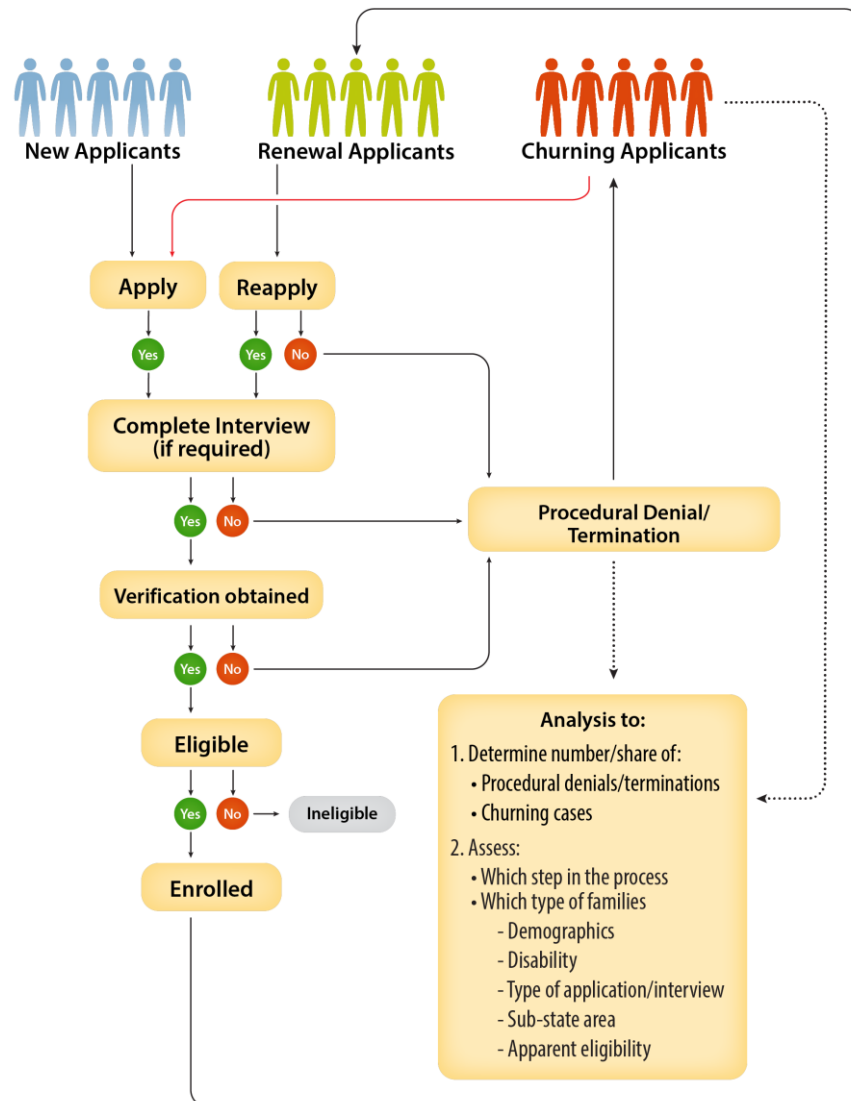 New Applicants
Renewal Applicants
Churning Applicants
Apply
Reapply
Yes
Yes
No
Complete Interview
(if required)
Yes
No
Procedural Denial/
Termination
Verification obtained
Yes
No
Eligible
Yes
No
Ineligible
Enrolled
Analysis to:
1. Determine number/share of:
• Procedural denials/terminations
• Churning cases
2. Assess:
• Which step in the process
• Which type of families
- Demographics
- Disability
- Type of application/interview
- Sub-state area
- Apparent eligibility